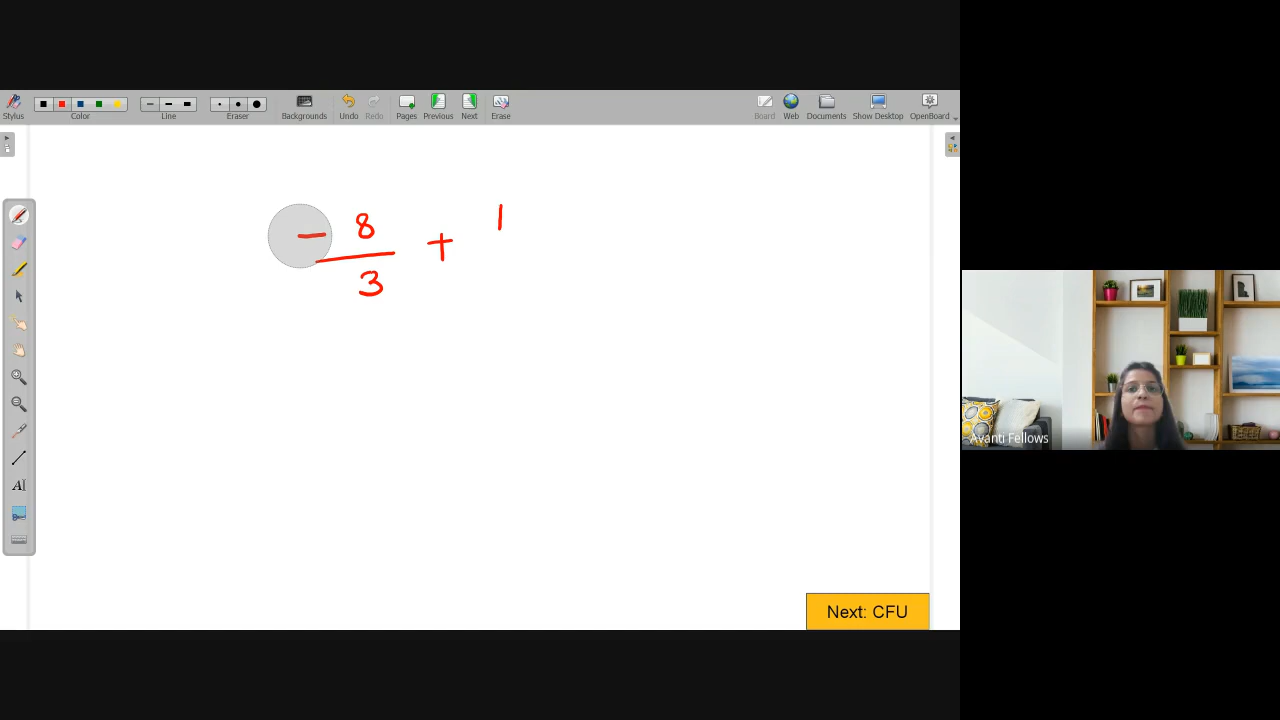 Stylus Color Line Eraser Backgrounds Undo Redo Pages Previous Next Erase Board Web Documents Show Desktop OpenBoard
- 8/3 + 1
Avanti Fellows
Next: CFU